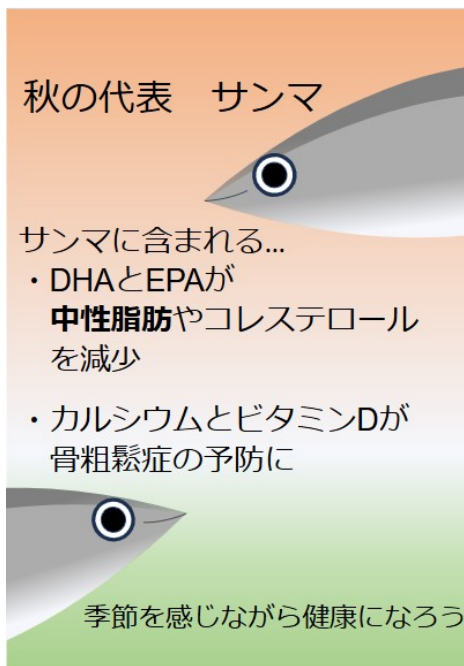 秋の代表　サンマ
サンマに含まれる...
・DHAとEPAが
中性脂肪やコレステロール
を減少
・カルシウムとビタミンDが
骨粗鬆症の予防に
季節を感じながら健康になろう